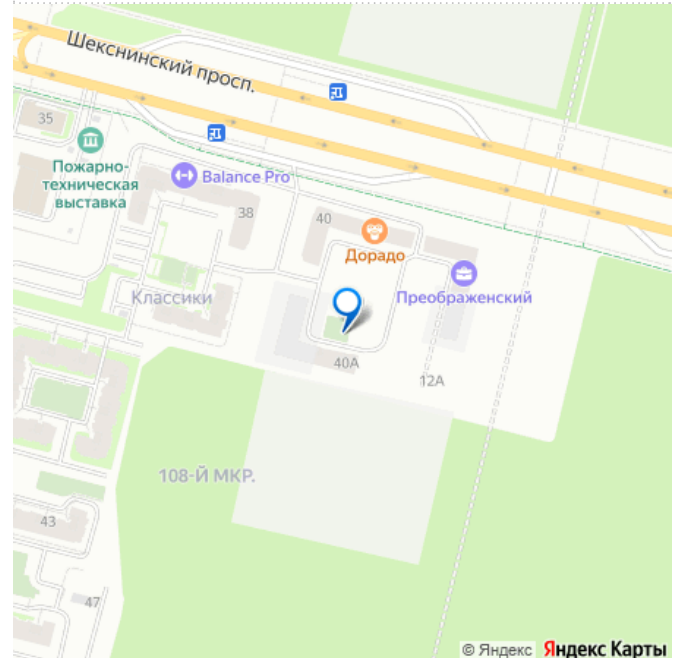 Шекснинский просп.
35
Пожарно-
техническая
выставка
Balance Pro
38
40
Дорадо
Преображенский
Классики
40А
12А
108-Й МКР.
43
47
© Яндекс Яндекс Карты